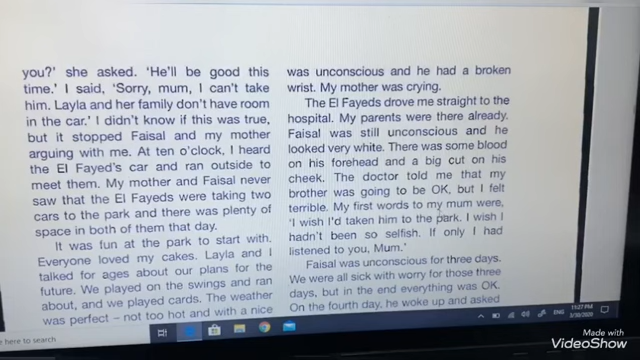 you?’ she asked. ‘He’ll be good this
time.’ I said, ‘Sorry, mum, I can’t take
him. Layla and her family don’t have room
in the car.’ I didn’t know if this was true,
but it stopped Faisal and my mother
arguing with me. At ten o’clock, I heard
the El Fayed’s car and ran outside to
meet them. My mother and Faisal never
saw that the El Fayeds were taking two
cars to the park and there was plenty of
space in both of them that day.
It was fun at the park to start with.
Everyone loved my cakes. Layla and I
talked for ages about our plans for the
future. We played on the swings and ran
about, and we played cards. The weather
was perfect – not too hot and with a nice
was unconscious and he had a broken
wrist. My mother was crying.
The El Fayeds drove me straight to the
hospital. My parents were there already.
Faisal was still unconscious and he
looked very white. There was some blood
on his forehead and a big cut on his
cheek. The doctor told me that my
brother was going to be OK, but I felt
terrible. My first words to my mum were,
‘I wish I’d taken him to the park. I wish I
hadn’t been so selfish. If only I had
listened to you, Mum.’
Faisal was unconscious for three days.
We were all sick with worry for those three
days, but in the end everything was OK.
On the fourth day, he woke up and asked
here to search
ENG
11:27 PM
3/30/2020
Created with
VideoShow